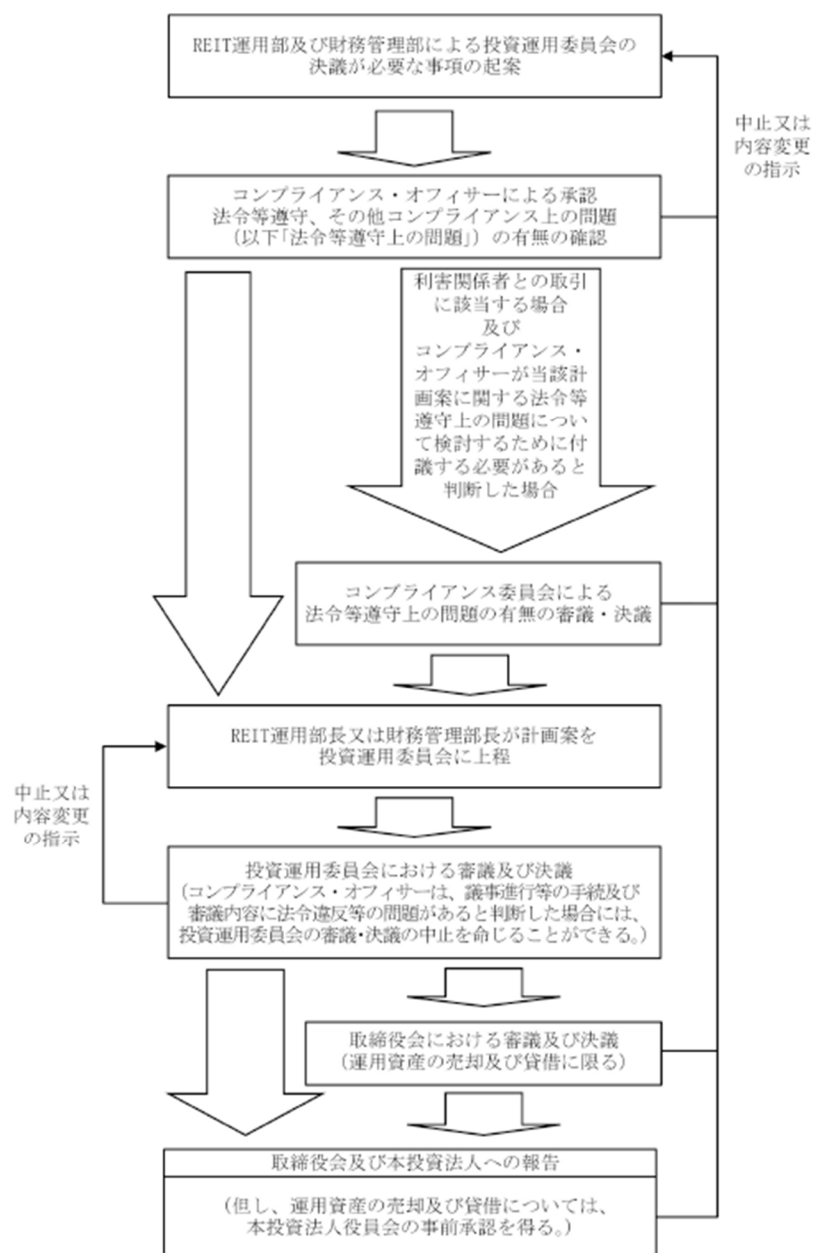 REIT運用部及び財務管理部による投資運用委員会の
決議が必要な事項の起案
中止又は
内容変更
の指示
コンプライアンス・オフィサーによる承認
法令等遵守、その他コンプライアンス上の問題
(以下「法令等遵守上の問題」）の有無の確認
利害関係者との取引
に該当する場合
及び
コンプライアンス・
オフィサーが当該計
画案に関する法令等
遵守上の問題につい
て検討するために付
議する必要があると
判断した場合
コンプライアンス委員会による
法令等遵守上の問題の有無の審議・決議
REIT運用部長又は財務管理部長が計画案を
投資運用委員会に上程
中止又は
内容変更
の指示
投資運用委員会における審議及び決議
(コンプライアンス・オフィサーは、議事進行等の手続及び
審議内容に法令違反等の問題があると判断した場合には、
投資運用委員会の審議・決議の中止を命じることができる。)
取締役会における審議及び決議
(運用資産の売却及び貸借に限る)
取締役会及び本投資法人への報告
(但し、運用資産の売却及び貸借については、
本投資法人役員会の事前承認を得る。)